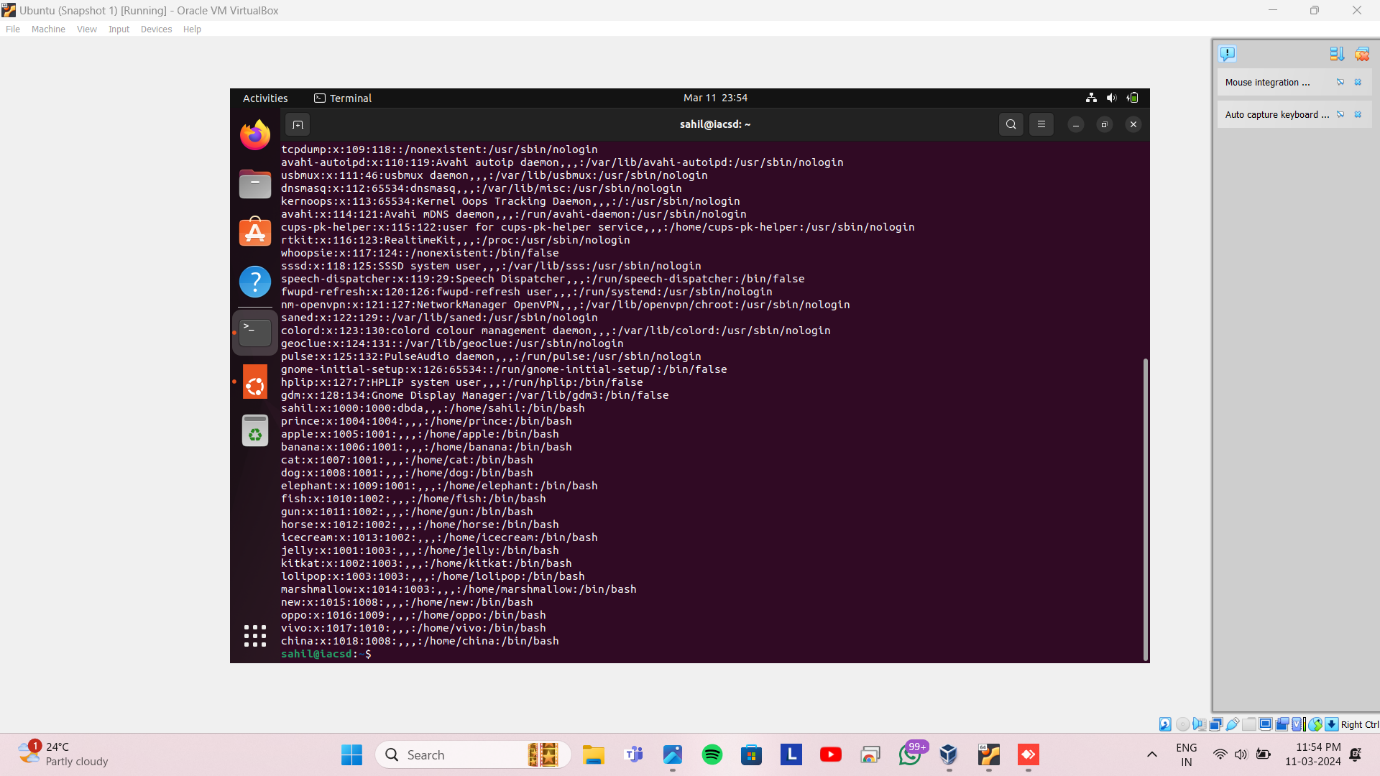 Ubuntu (Snapshot 1) [Running] - Oracle VM VirtualBox
File Machine View Input Devices Help
Mouse integration ...
Auto capture keyboard ...
Activities Terminal Mar 11 23:54
sahil@iacsd: ~
tcpdump:x:109:118::/nonexistent:/usr/sbin/nologin
avahi-autoipd:x:110:119:Avahi autoip daemon,,,:/var/lib/avahi-autoipd:/usr/sbin/nologin
usbmux:x:111:46:usbmux daemon,,,:/var/lib/usbmux:/usr/sbin/nologin
dnsmasq:x:112:65534:dnsmasq,,,:/var/lib/misc:/usr/sbin/nologin
kernoops:x:113:65534:Kernel Oops Tracking Daemon,,,:/:/usr/sbin/nologin
avahi:x:114:121:Avahi mDNS daemon,,,:/run/avahi-daemon:/usr/sbin/nologin
cups-pk-helper:x:115:122:user for cups-pk-helper service,,,:/home/cups-pk-helper:/usr/sbin/nologin
rtkit:x:116:123:RealtimeKit,,,:/proc:/usr/sbin/nologin
whoopsie:x:117:124::/nonexistent:/bin/false
sssd:x:118:125:SSSD system user,,,:/var/lib/sss:/usr/sbin/nologin
speech-dispatcher:x:119:29:Speech Dispatcher,,,:/run/speech-dispatcher:/bin/false
fwupd-refresh:x:120:126:fwupd-refresh user,,,:/run/systemd:/usr/sbin/nologin
nm-openvpn:x:121:127:NetworkManager OpenVPN,,,:/var/lib/openvpn/chroot:/usr/sbin/nologin
saned:x:122:129::/var/lib/saned:/usr/sbin/nologin
colord:x:123:130:colord colour management daemon,,,:/var/lib/colord:/usr/sbin/nologin
geoclue:x:124:131::/var/lib/geoclue:/usr/sbin/nologin
pulse:x:125:132:PulseAudio daemon,,,:/run/pulse:/usr/sbin/nologin
gnome-initial-setup:x:126:65534::/run/gnome-initial-setup/:/bin/false
hplip:x:127:7:HPLIP system user,,,:/run/hplip:/bin/false
gdm:x:128:134:Gnome Display Manager:/var/lib/gdm3:/bin/false
sahil:x:1000:1000:dbda,,,:/home/sahil:/bin/bash
prince:x:1004:1004:,,,:/home/prince:/bin/bash
apple:x:1005:1001:,,,:/home/apple:/bin/bash
banana:x:1006:1001:,,,:/home/banana:/bin/bash
cat:x:1007:1001:,,,:/home/cat:/bin/bash
dog:x:1008:1001:,,,:/home/dog:/bin/bash
elephant:x:1009:1001:,,,:/home/elephant:/bin/bash
fish:x:1010:1002:,,,:/home/fish:/bin/bash
gun:x:1011:1002:,,,:/home/gun:/bin/bash
horse:x:1012:1002:,,,:/home/horse:/bin/bash
icecream:x:1013:1002:,,,:/home/icecream:/bin/bash
jelly:x:1001:1003:,,,:/home/jelly:/bin/bash
kitkat:x:1002:1003:,,,:/home/kitkat:/bin/bash
lolipop:x:1003:1003:,,,:/home/lolipop:/bin/bash
marshmallow:x:1014:1003:,,,:/home/marshmallow:/bin/bash
new:x:1015:1008:,,,:/home/new:/bin/bash
oppo:x:1016:1009:,,,:/home/oppo:/bin/bash
vivo:x:1017:1010:,,,:/home/vivo:/bin/bash
china:x:1018:1008:,,,:/home/china:/bin/bash
sahil@iacsd:~$
Right Ctrl
1
24°C
Partly cloudy
Search
L
99+
ENG
IN
11:54 PM
11-03-2024